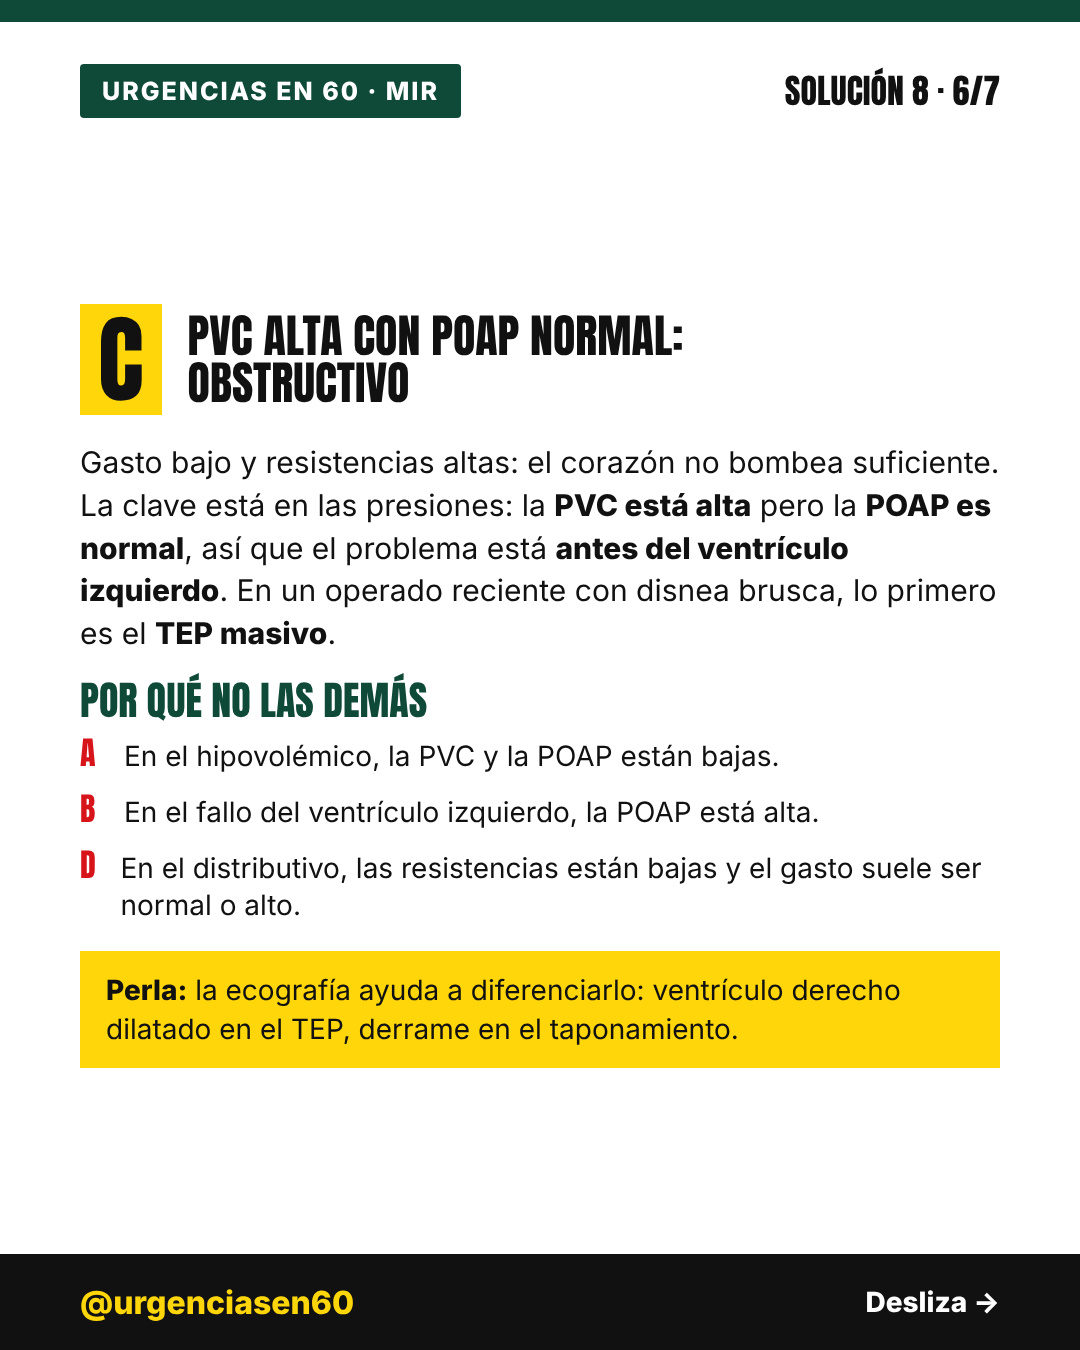 URGENCIAS EN 60 · MIR
SOLUCIÓN 8 · 6/7
C
PVC ALTA CON POAP NORMAL:
OBSTRUCTIVO
Gasto bajo y resistencias altas: el corazón no bombea suficiente.
La clave está en las presiones: la PVC está alta pero la POAP es
normal, así que el problema está antes del ventrículo
izquierdo. En un operado reciente con disnea brusca, lo primero
es el TEP masivo.
POR QUÉ NO LAS DEMÁS
A En el hipovolémico, la PVC y la POAP están bajas.
B En el fallo del ventrículo izquierdo, la POAP está alta.
D En el distributivo, las resistencias están bajas y el gasto suele ser
normal o alto.
Perla: la ecografía ayuda a diferenciarlo: ventrículo derecho
dilatado en el TEP, derrame en el taponamiento.
@urgenciasen60
Desliza →